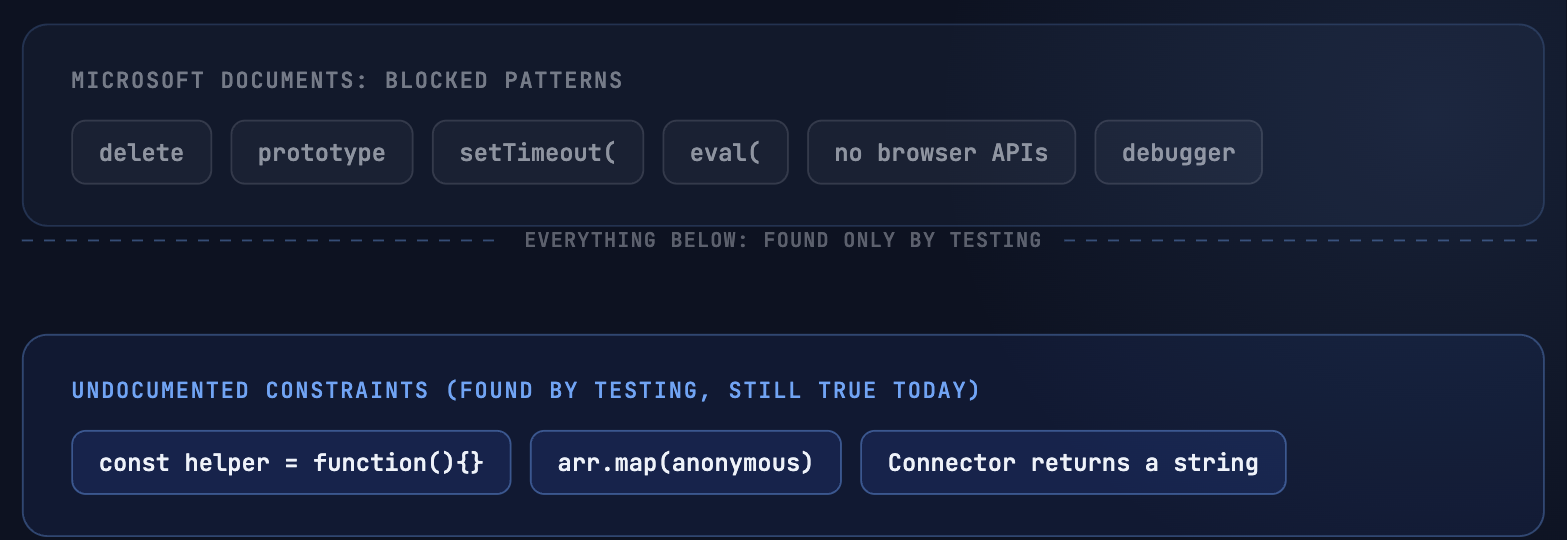 MICROSOFT DOCUMENTS: BLOCKED PATTERNS
delete prototype setTimeout( eval( no browser APIs debugger
EVERYTHING BELOW: FOUND ONLY BY TESTING
UNDOCUMENTED CONSTRAINTS (FOUND BY TESTING, STILL TRUE TODAY)
const helper = function(){} arr.map(anonymous) Connector returns a string